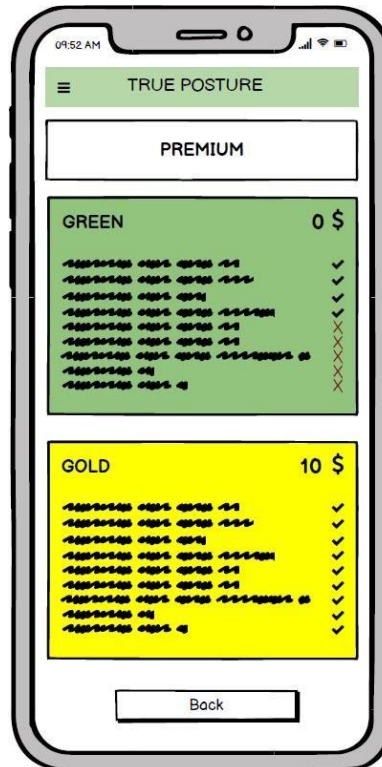 09:52 AM
TRUE POSTURE
PREMIUM
GREEN 0 $
GOLD 10 $
Back